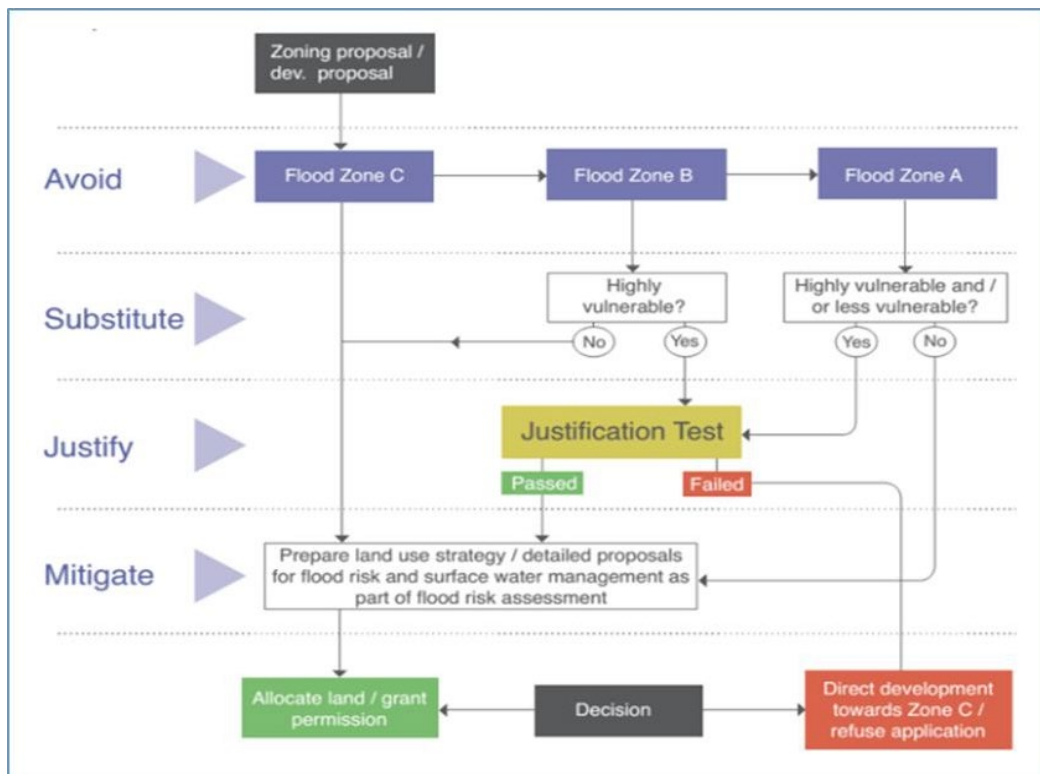 Zoning proposal /
dev. proposal
Avoid
Flood Zone C
Flood Zone B
Flood Zone A
Substitute
Highly
vulnerable?
Highly vulnerable and /
or less vulnerable?
No
Yes
Yes
No
Justify
Justification Test
Passed
Failed
Mitigate
Prepare land use strategy / detailed proposals
for flood risk and surface water management as
part of flood risk assessment
Allocate land / grant
permission
Decision
Direct development
towards Zone C /
refuse application